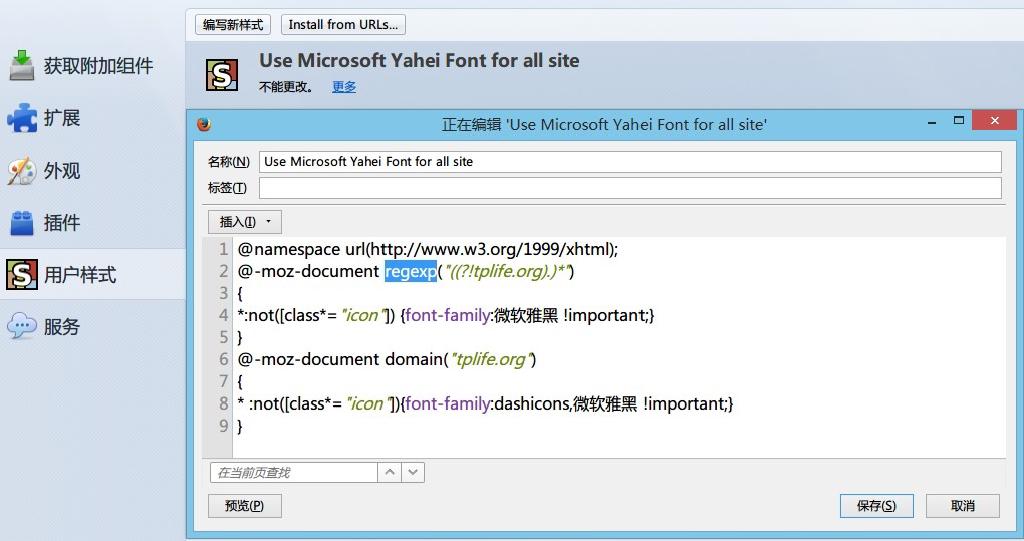 编写新样式 Install from URLs...
获取附加组件
扩展
外观
插件
用户样式
服务
Use Microsoft Yahei Font for all site
不能更改。 更多
正在编辑 'Use Microsoft Yahei Font for all site'
名称(N) Use Microsoft Yahei Font for all site
标签(T)
插入(I)
1 @namespace url(http://www.w3.org/1999/xhtml);
2 @-moz-document regexp("((?!tplife.org).)*")
3 {
4 *:not([class*="icon"]) {font-family:微软雅黑 !important;}
5 }
6 @-moz-document domain("tplife.org")
7 {
8 * :not([class*="icon"]){font-family:dashicons,微软雅黑 !important;}
9 }
在当前页查找
预览(P) 保存(S) 取消